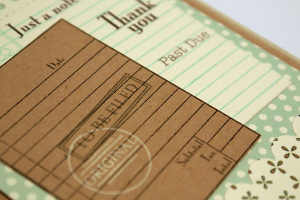 Just a note
Thank
you
Past Due
Date
TO BE FILED
ORIGINAL
Subtotal
Tax
Total